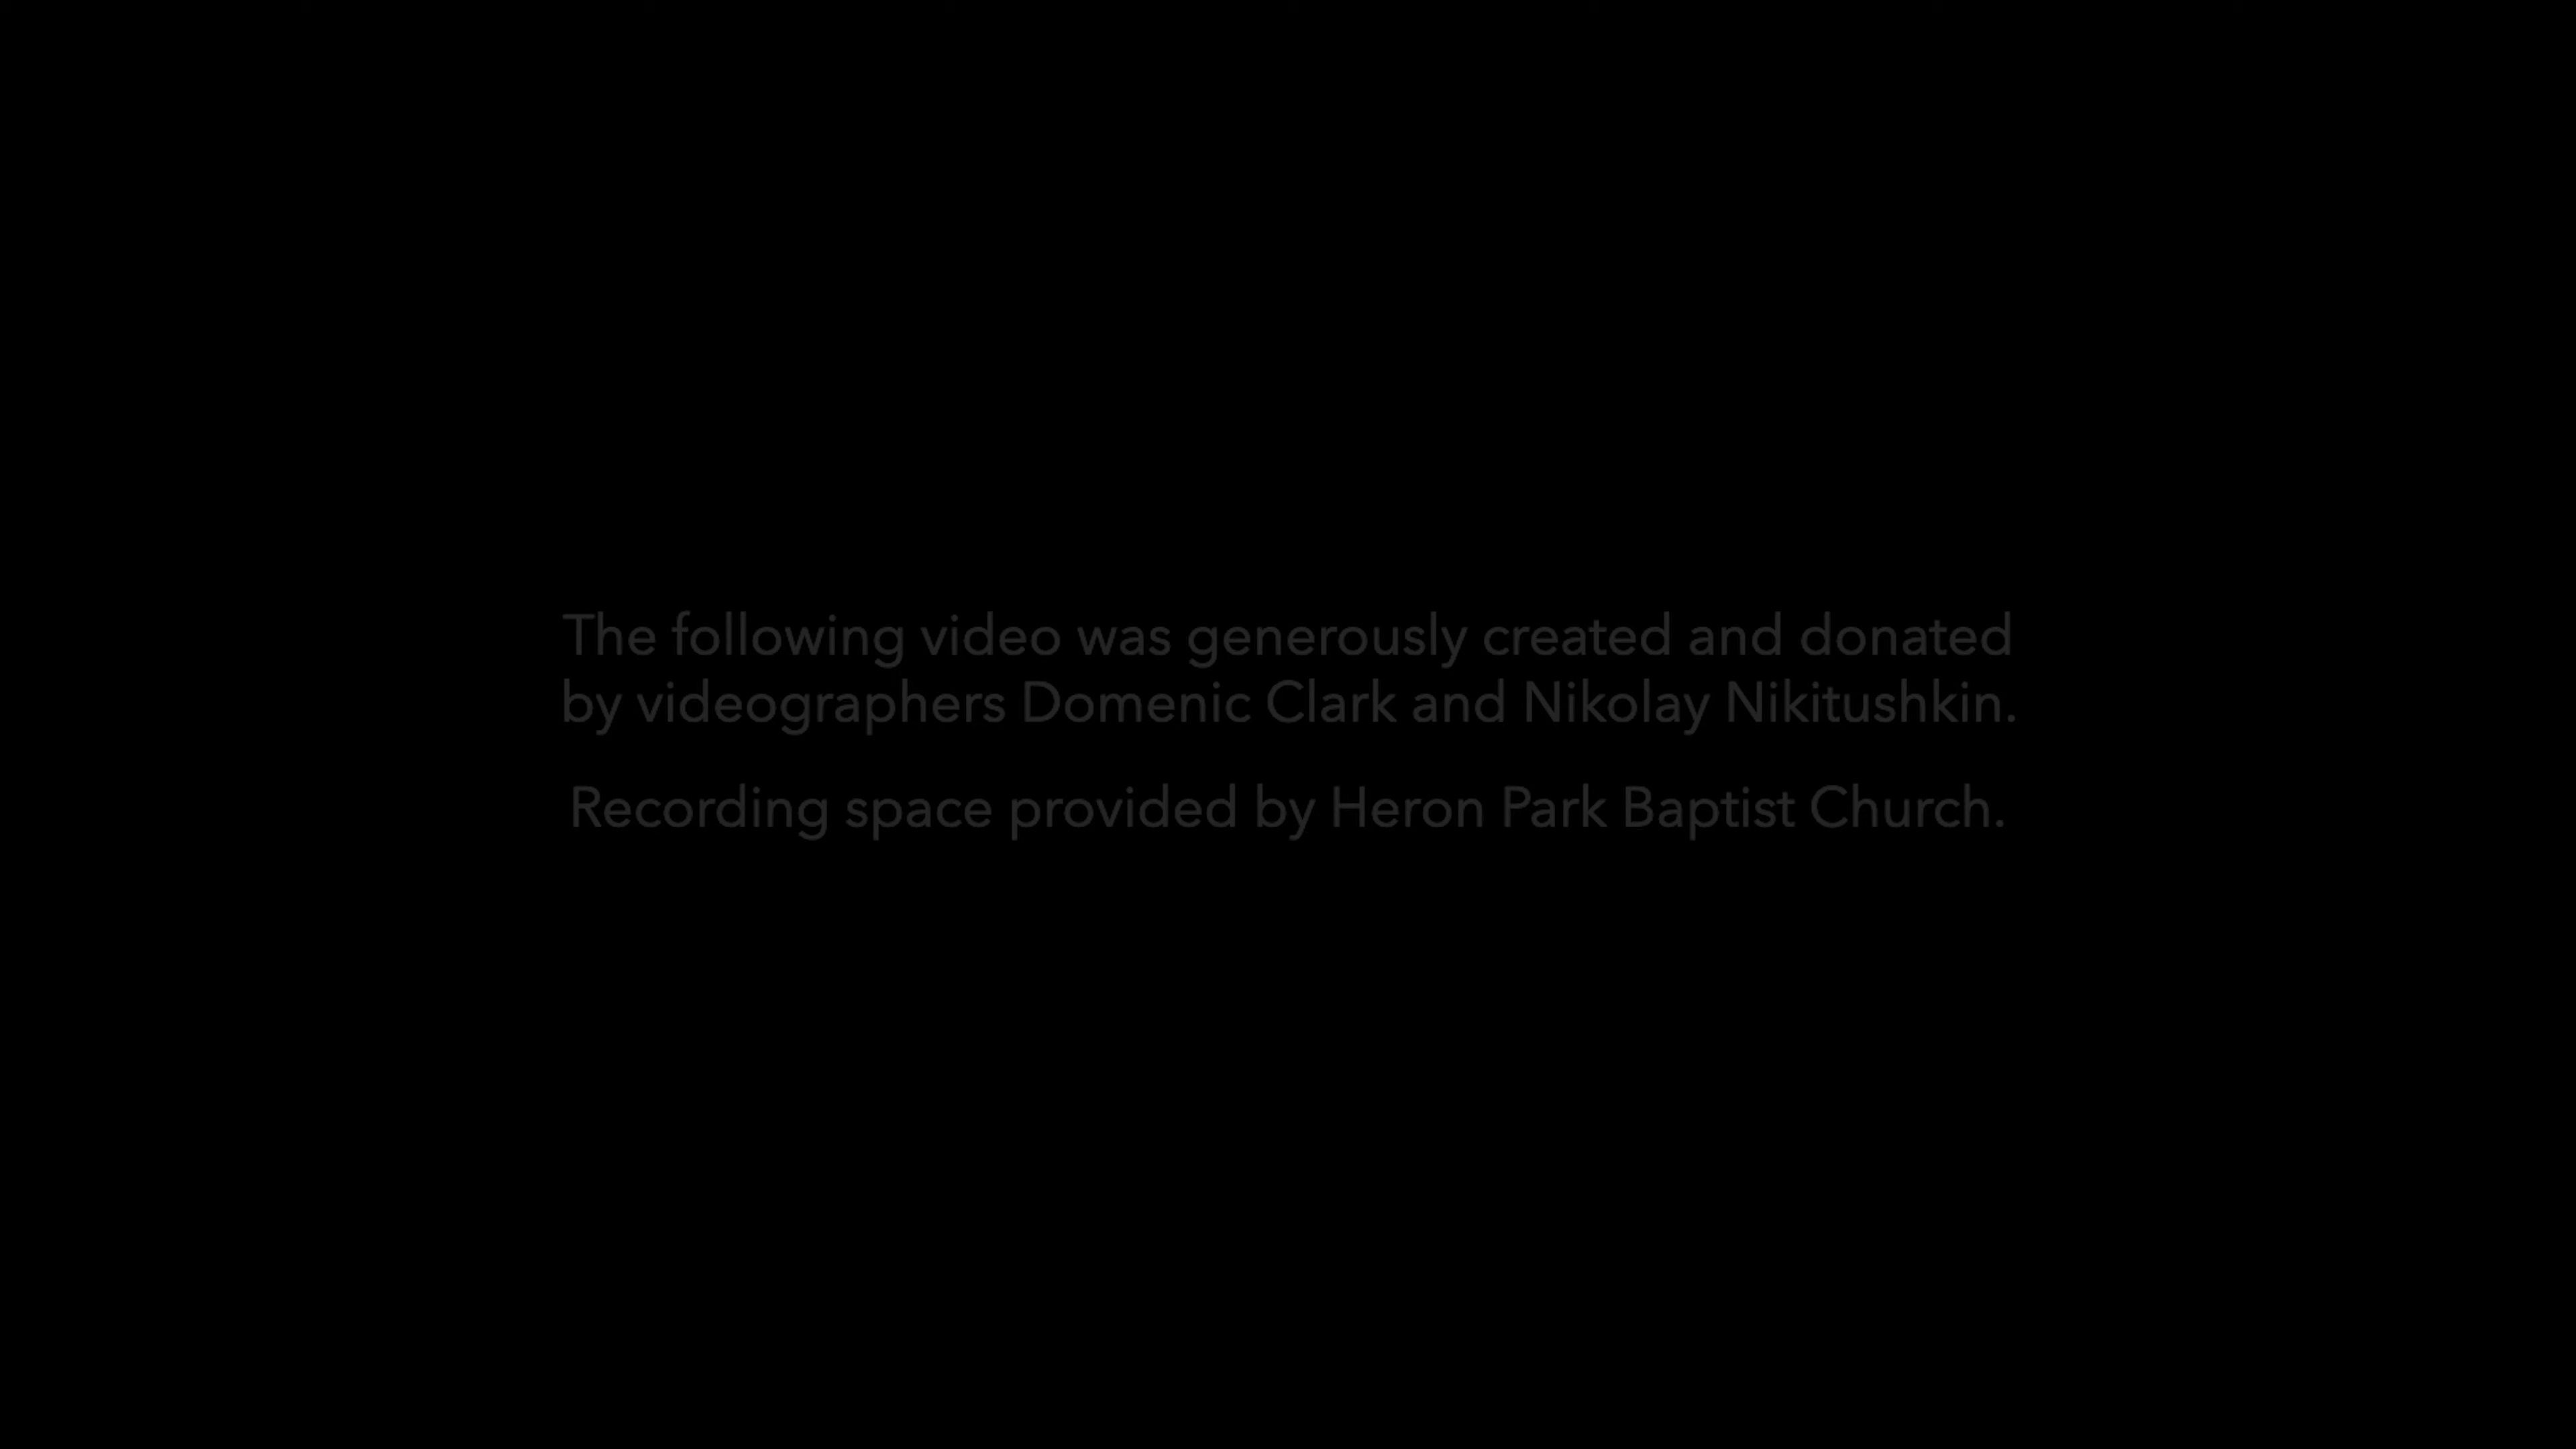 The following video was generously created and donated
by videographers Domenic Clark and Nikolay Nikitushkin.
Recording space provided by Heron Park Baptist Church.